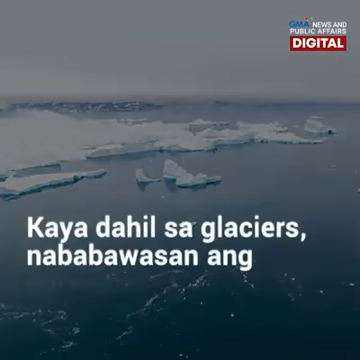 GMA NEWS AND
PUBLIC AFFAIRS
DIGITAL
Kaya dahil sa glaciers,
nababawasan ang